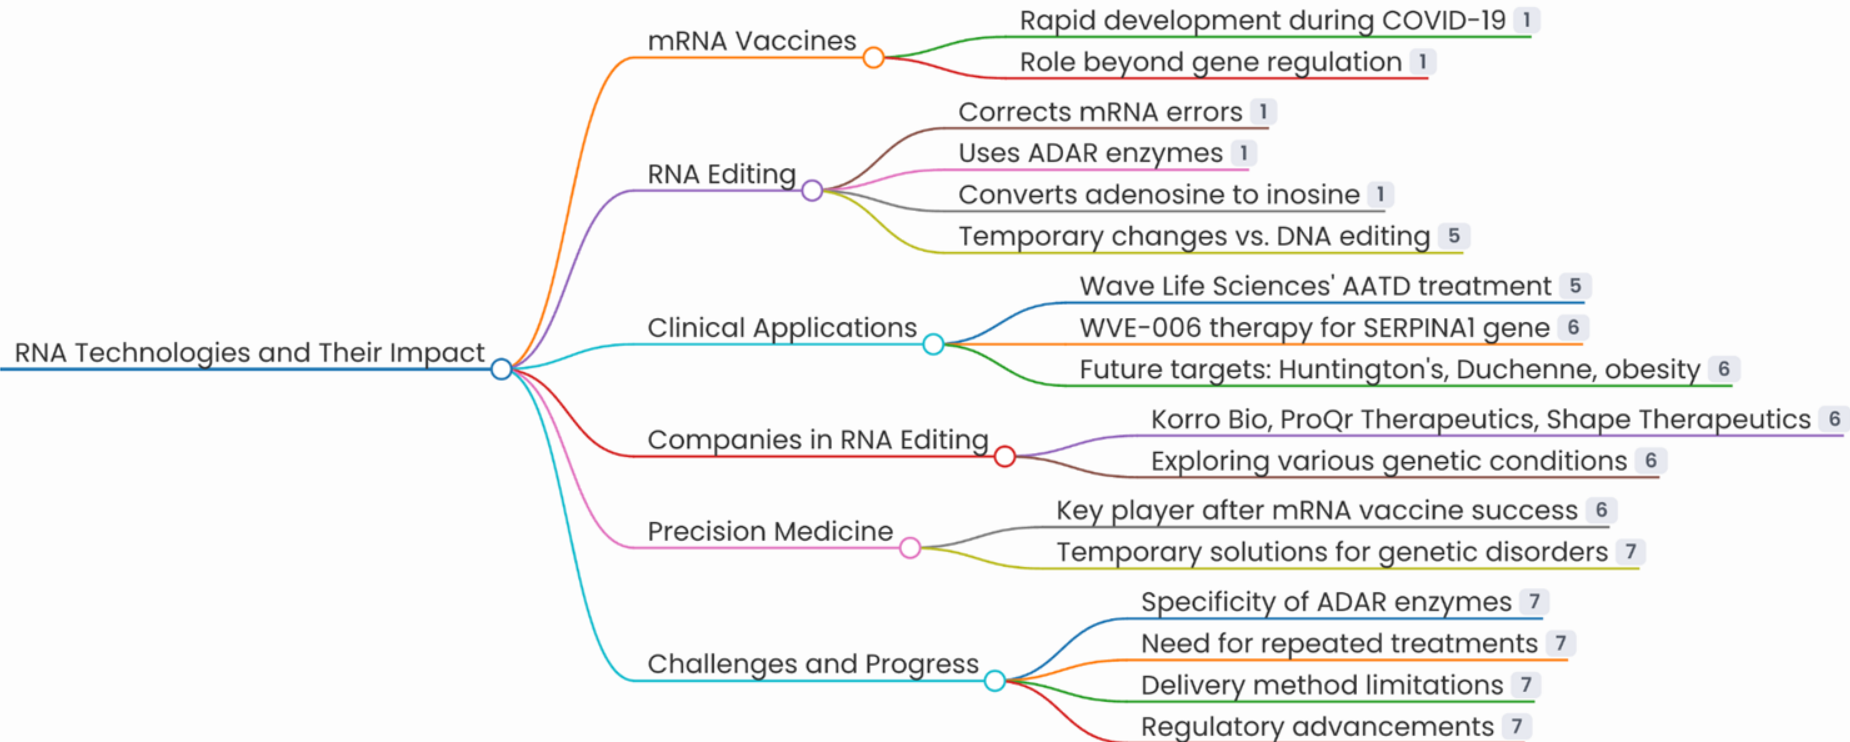 RNA Technologies and Their Impact
mRNA Vaccines
Rapid development during COVID-19 1
Role beyond gene regulation 1
RNA Editing
Corrects mRNA errors 1
Uses ADAR enzymes 1
Converts adenosine to inosine 1
Temporary changes vs. DNA editing 5
Clinical Applications
Wave Life Sciences' AATD treatment 5
WVE-006 therapy for SERPINA1 gene 6
Future targets: Huntington's, Duchenne, obesity 6
Companies in RNA Editing
Korro Bio, ProQr Therapeutics, Shape Therapeutics 6
Exploring various genetic conditions 6
Precision Medicine
Key player after mRNA vaccine success 6
Temporary solutions for genetic disorders 7
Challenges and Progress
Specificity of ADAR enzymes 7
Need for repeated treatments 7
Delivery method limitations 7
Regulatory advancements 7